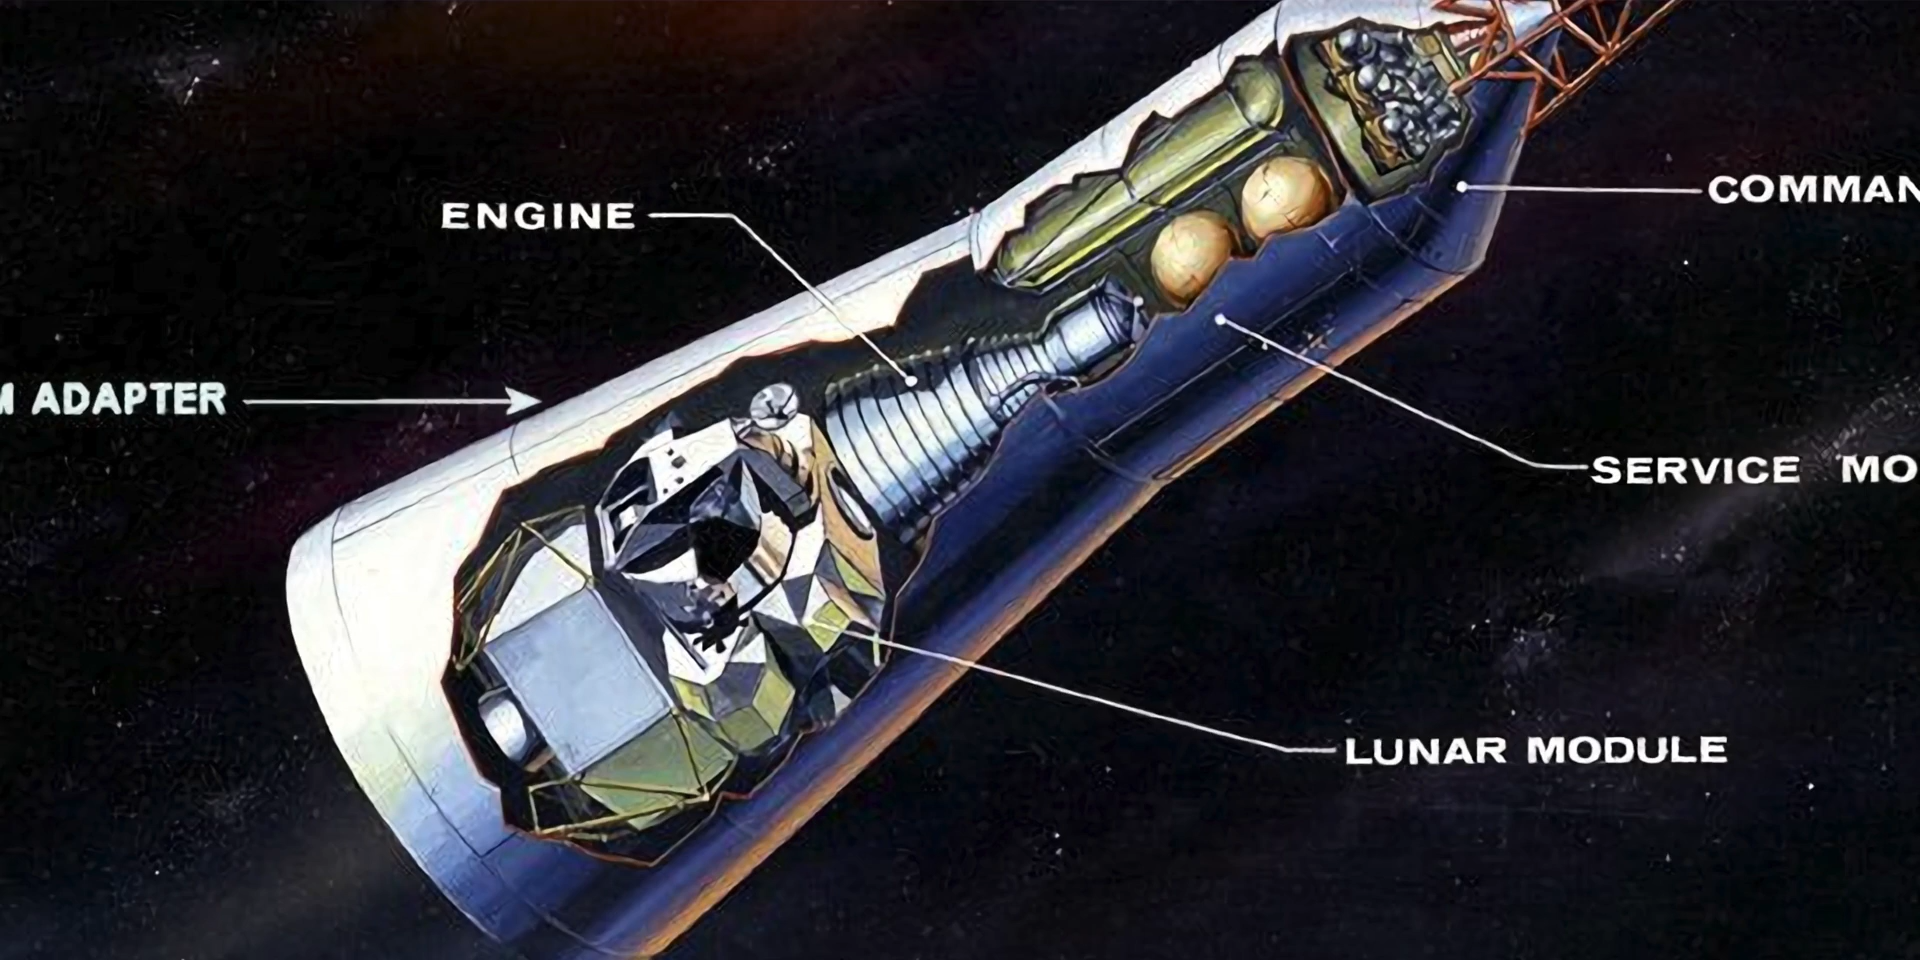 ENGINE
COMMAN
M ADAPTER
SERVICE MO
LUNAR MODULE